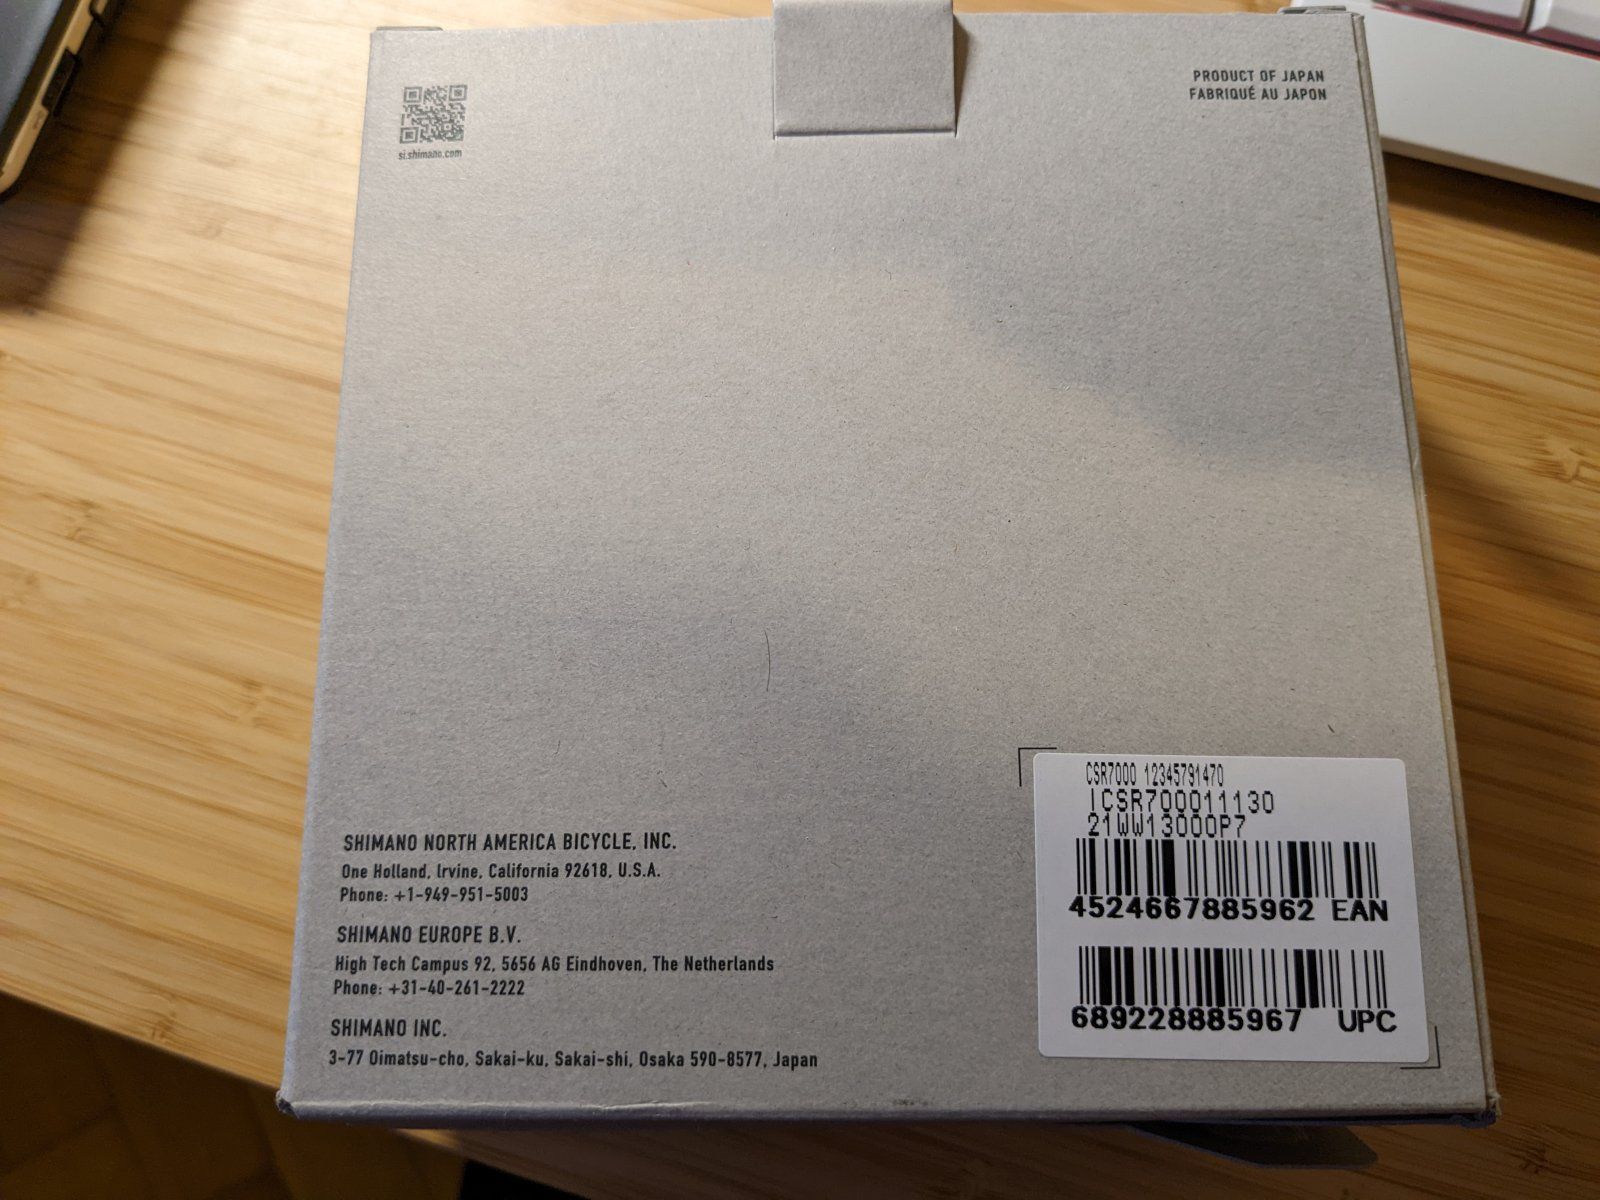 si.shimano.com
PRODUCT OF JAPAN
FABRIQUÉ AU JAPON
SHIMANO NORTH AMERICA BICYCLE, INC.
One Holland, Irvine, California 92618, U.S.A.
Phone: +1-949-951-5003
SHIMANO EUROPE B.V.
High Tech Campus 92, 5656 AG Eindhoven, The Netherlands
Phone: +31-40-261-2222
SHIMANO INC.
3-77 Oimatsu-cho, Sakai-ku, Sakai-shi, Osaka 590-8577, Japan
CSR7000 12345791470
ICSR700011130
21WW13000P7
4524667885962 EAN
689228885967 UPC